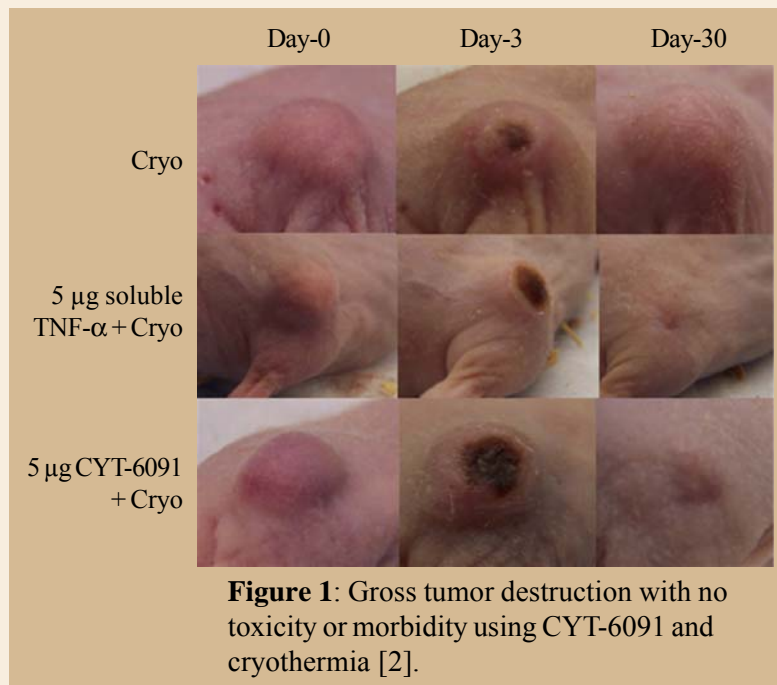 Day-0 Day-3 Day-30
Cryo
5 µg soluble
TNF-α + Cryo
5 µg CYT-6091
+ Cryo
Figure 1: Gross tumor destruction with no
toxicity or morbidity using CYT-6091 and
cryothermia [2].